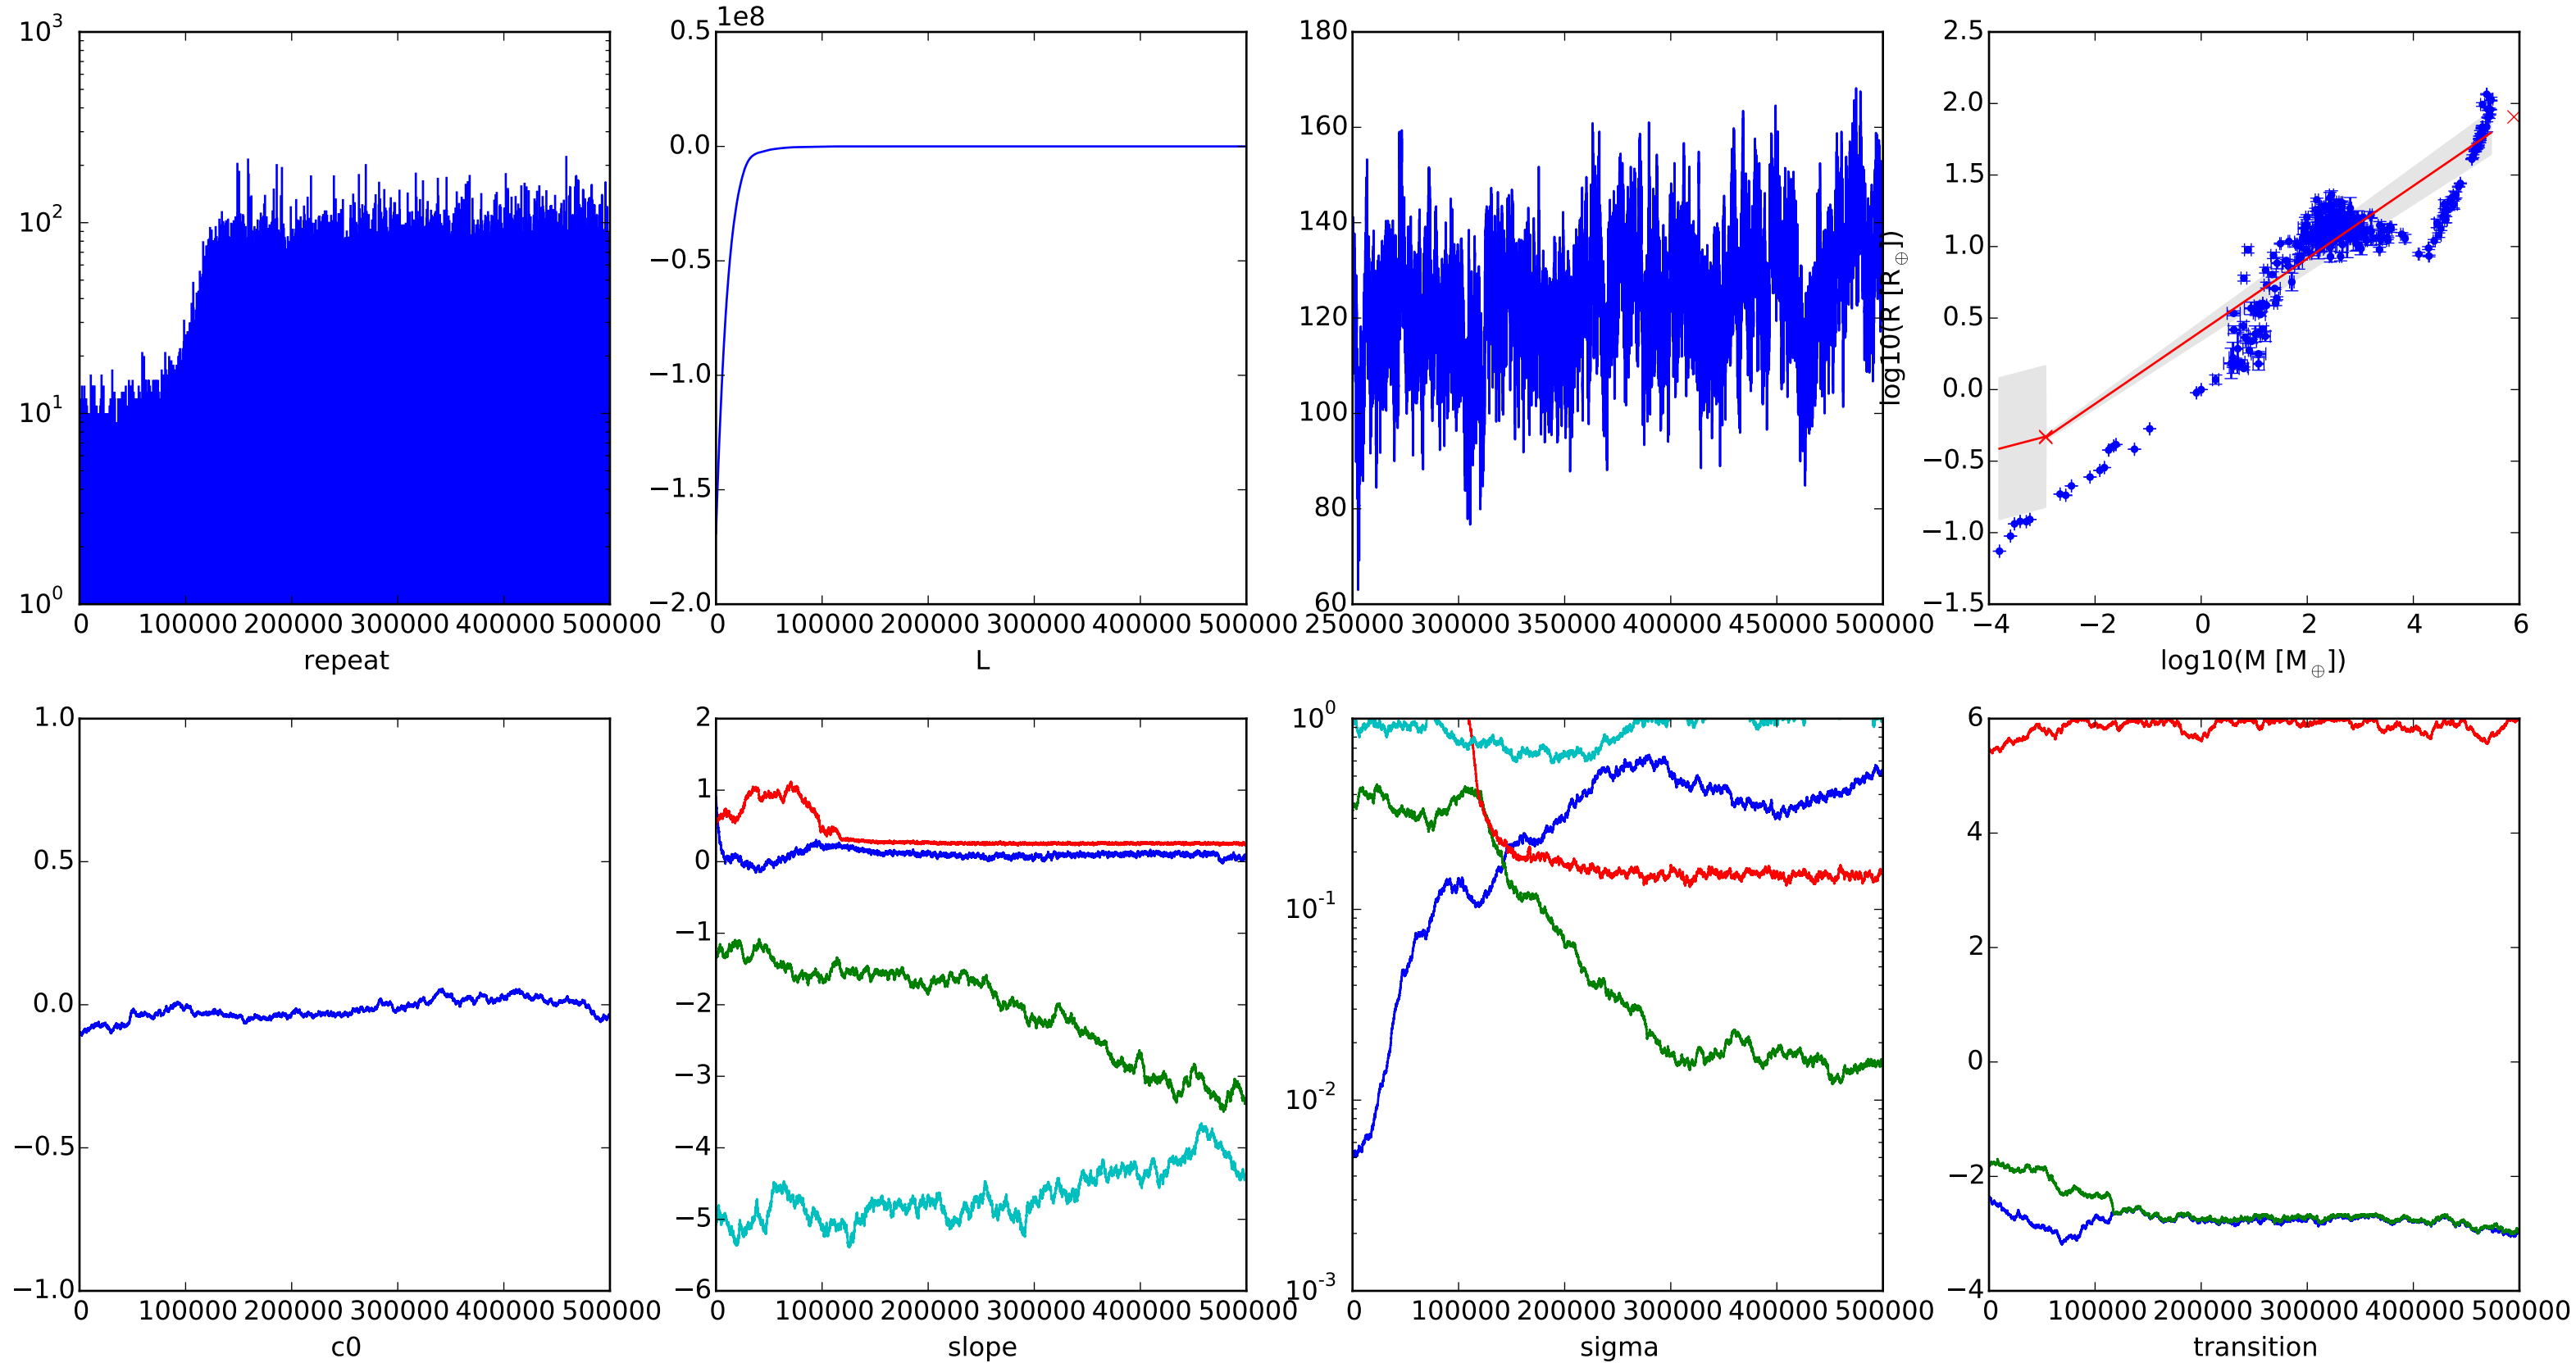 10^3
10^2
10^1
10^0
0 100000 200000 300000 400000 500000
repeat
1e8
0.5
0.0
−0.5
−1.0
−1.5
−2.0
0 100000 200000 300000 400000 500000
L
180
160
140
120
100
80
60
250000 300000 350000 400000 450000 500000
log10(R [R⊕])
2.5
2.0
1.5
1.0
0.5
0.0
−0.5
−1.0
−1.5
−4 −2 0 2 4 6
log10(M [M⊕])
1.0
0.5
0.0
−0.5
−1.0
0 100000 200000 300000 400000 500000
c0
2
1
0
−1
−2
−3
−4
−5
−6
0 100000 200000 300000 400000 500000
slope
10^0
10^-1
10^-2
10^-3
0 100000 200000 300000 400000 500000
sigma
6
4
2
0
−2
−4
0 100000 200000 300000 400000 500000
transition